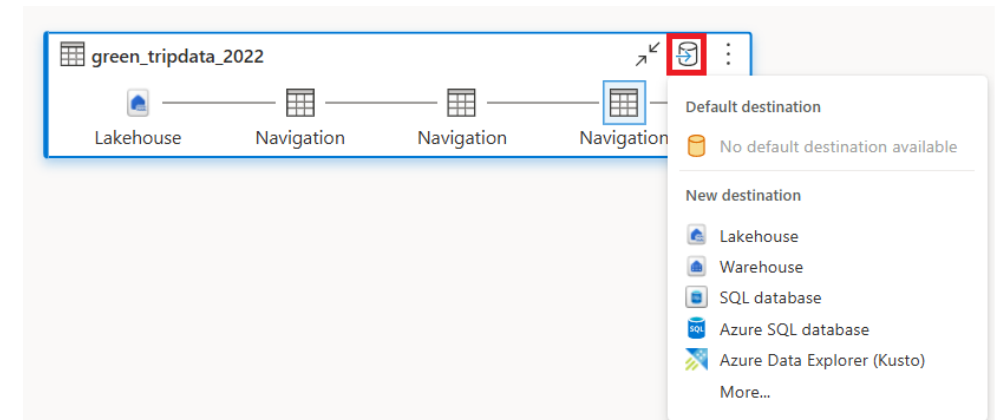 green_tripdata_2022
Lakehouse Navigation Navigation Navigation
Default destination
No default destination available
New destination
Lakehouse
Warehouse
SQL database
SQL Azure SQL database
Azure Data Explorer (Kusto)
More...